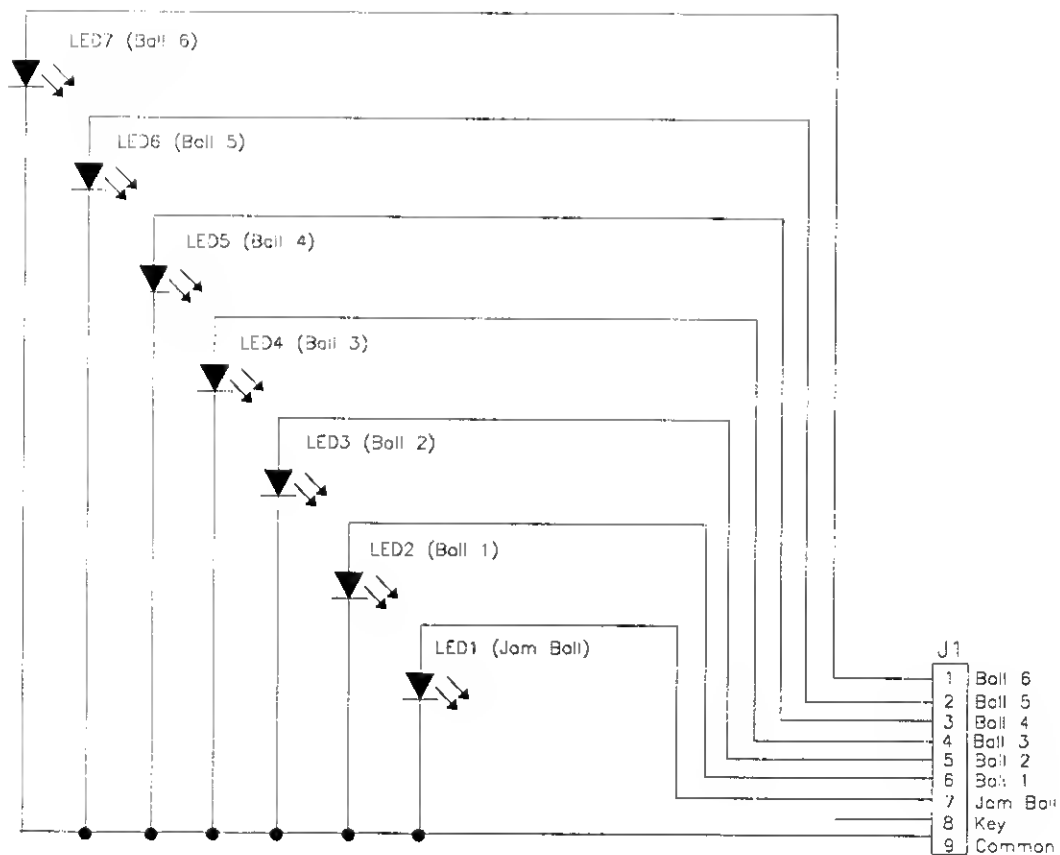 LED7 (Ball 6)
LED6 (Ball 5)
LED5 (Ball 4)
LED4 (Ball 3)
LED3 (Ball 2)
LED2 (Ball 1)
LED1 (Jam Ball)
J1
1 Ball 6
2 Ball 5
3 Ball 4
4 Ball 3
5 Ball 2
6 Ball 1
7 Jam Ball
8 Key
9 Common